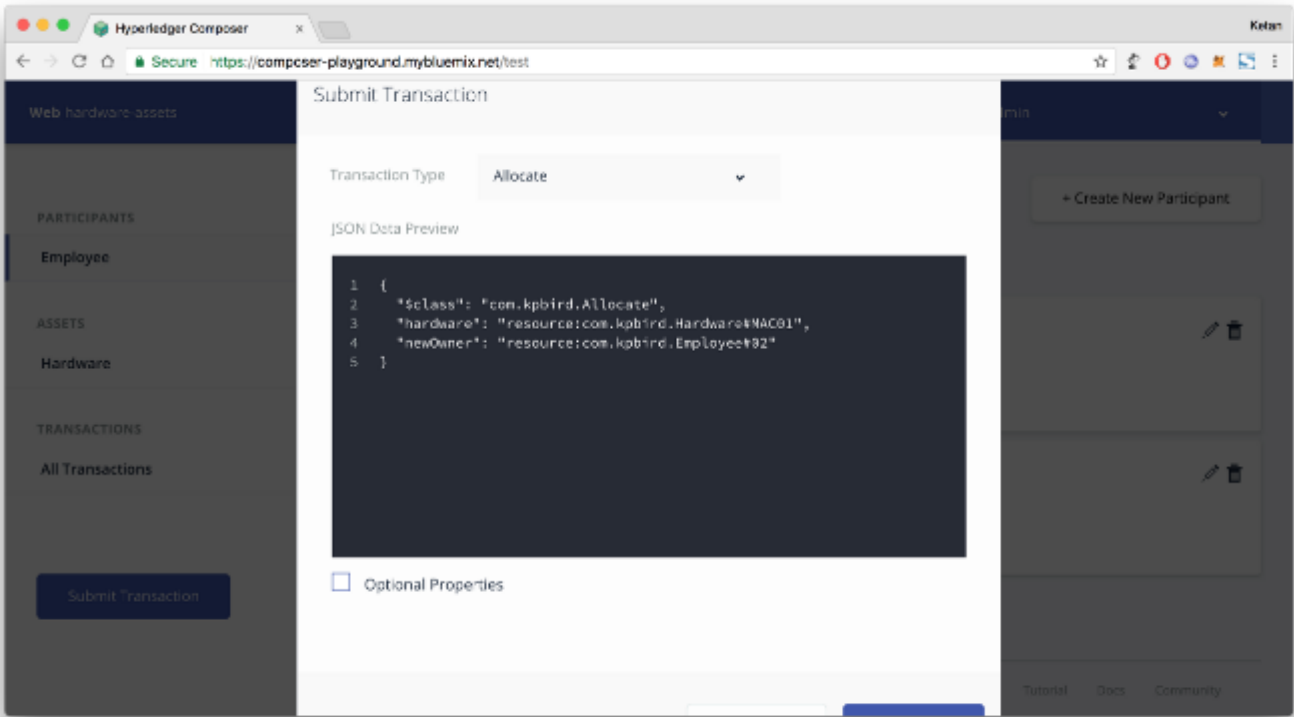 Hyperledger Composer
Ketan
Secure https://composer-playground.mybluemix.net/test
Submit Transaction
Web hardware-assets
dmin
Transaction Type Allocate
+ Create New Participant
PARTICIPANTS
JSON Data Preview
Employee
1 {
2 "$class": "com.kpbird.Allocate",
3 "hardware": "resource:com.kpbird.Hardware#MAC01",
4 "newOwner": "resource:com.kpbird.Employee#02"
5 }
ASSETS
Hardware
TRANSACTIONS
All Transactions
Optional Properties
Submit Transaction
Tutorial Docs Community